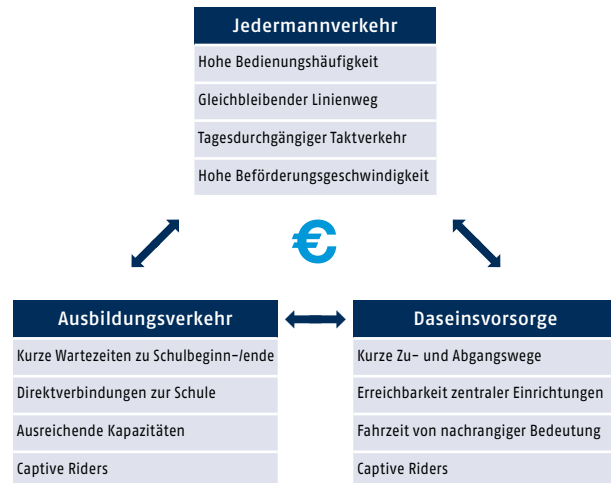 Jedermannverkehr
Hohe Bedienungshäufigkeit
Gleichbleibender Linienweg
Tagesdurchgängiger Taktverkehr
Hohe Beförderungsgeschwindigkeit
€
Ausbildungsverkehr
Kurze Wartezeiten zu Schulbeginn-/ende
Direktverbindungen zur Schule
Ausreichende Kapazitäten
Captive Riders
Daseinsvorsorge
Kurze Zu- und Abgangswege
Erreichbarkeit zentraler Einrichtungen
Fahrzeit von nachrangiger Bedeutung
Captive Riders